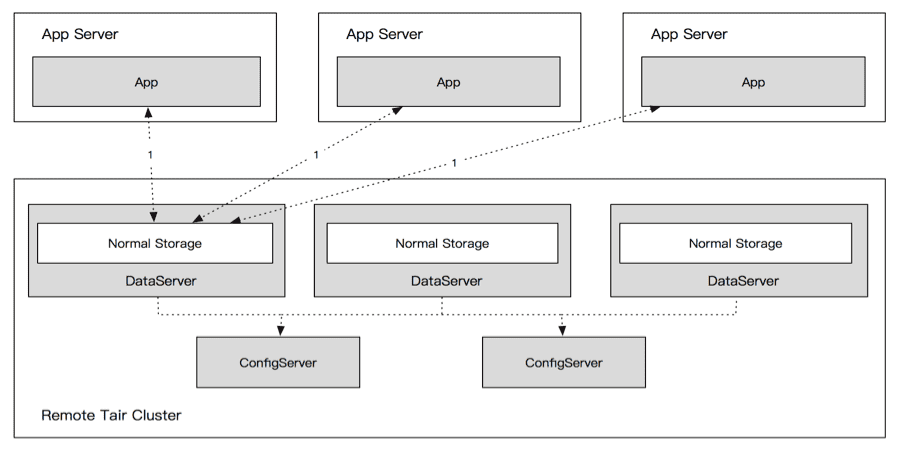 App Server
App Server
App Server
App
App
App
1
1
1
Normal Storage
Normal Storage
Normal Storage
DataServer
DataServer
DataServer
ConfigServer
ConfigServer
Remote Tair Cluster